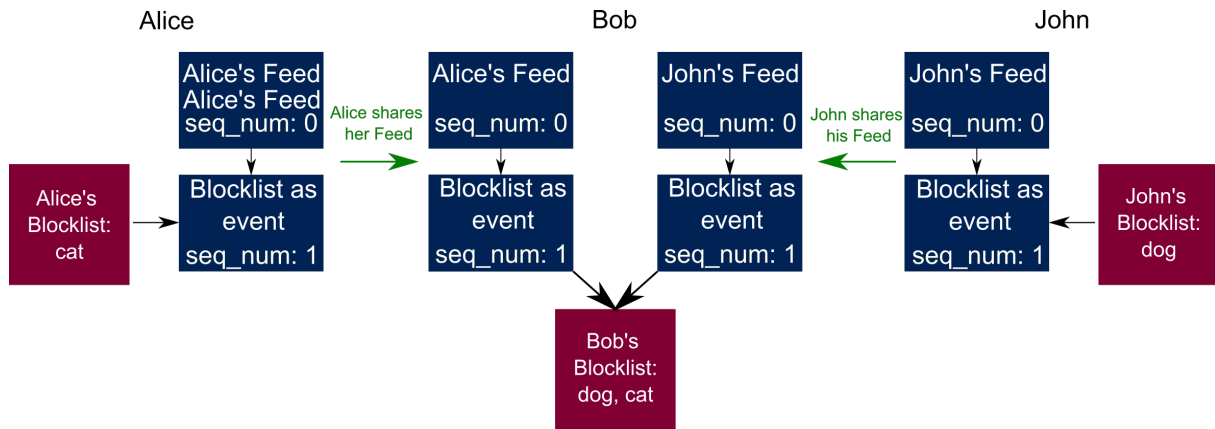 Alice
Bob
John
Alice's Feed
Alice's Feed
seq_num: 0
Alice shares
her Feed
Alice's Feed
seq_num: 0
John's Feed
seq_num: 0
John shares
his Feed
John's Feed
seq_num: 0
Alice's
Blocklist:
cat
Blocklist as
event
seq_num: 1
Blocklist as
event
seq_num: 1
Blocklist as
event
seq_num: 1
Blocklist as
event
seq_num: 1
John's
Blocklist:
dog
Bob's
Blocklist:
dog, cat